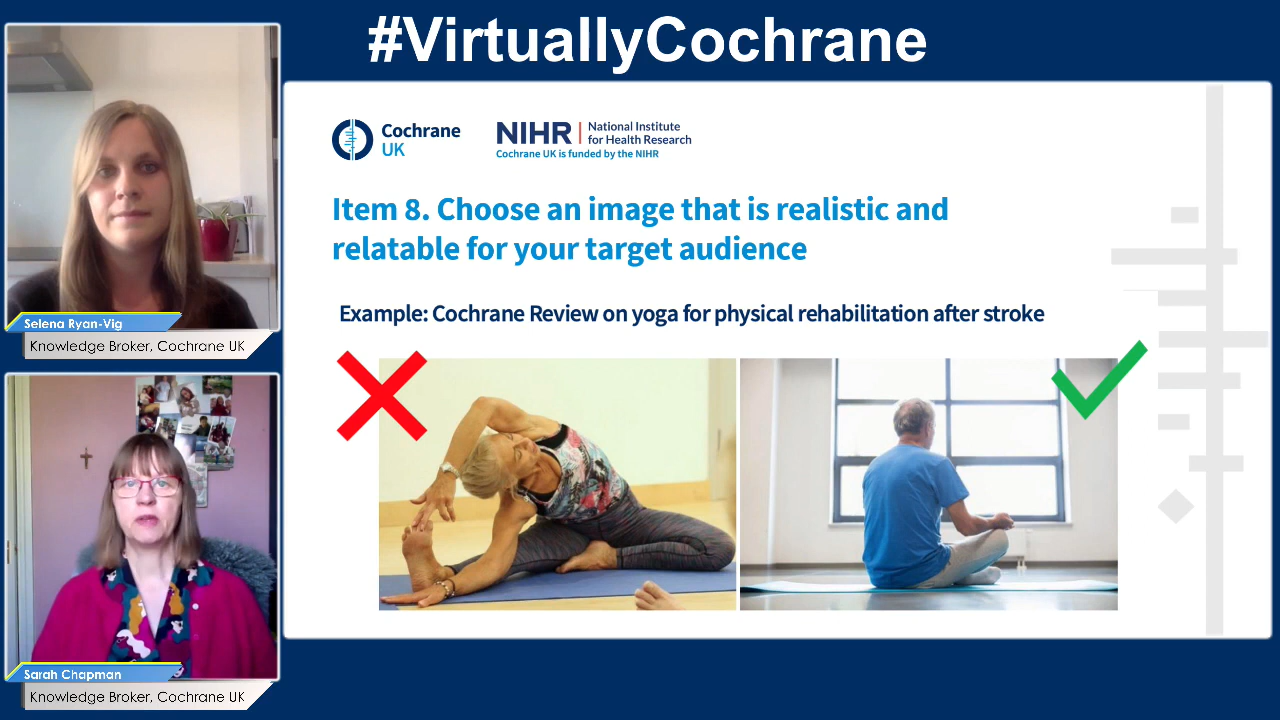 #VirtuallyCochrane
Selena Ryan-Vig
Knowledge Broker, Cochrane UK
Sarah Chapman
Knowledge Broker, Cochrane UK
Cochrane
UK
NIHR | National Institute
for Health Research
Cochrane UK is funded by the NIHR
Item 8. Choose an image that is realistic and
relatable for your target audience
Example: Cochrane Review on yoga for physical rehabilitation after stroke